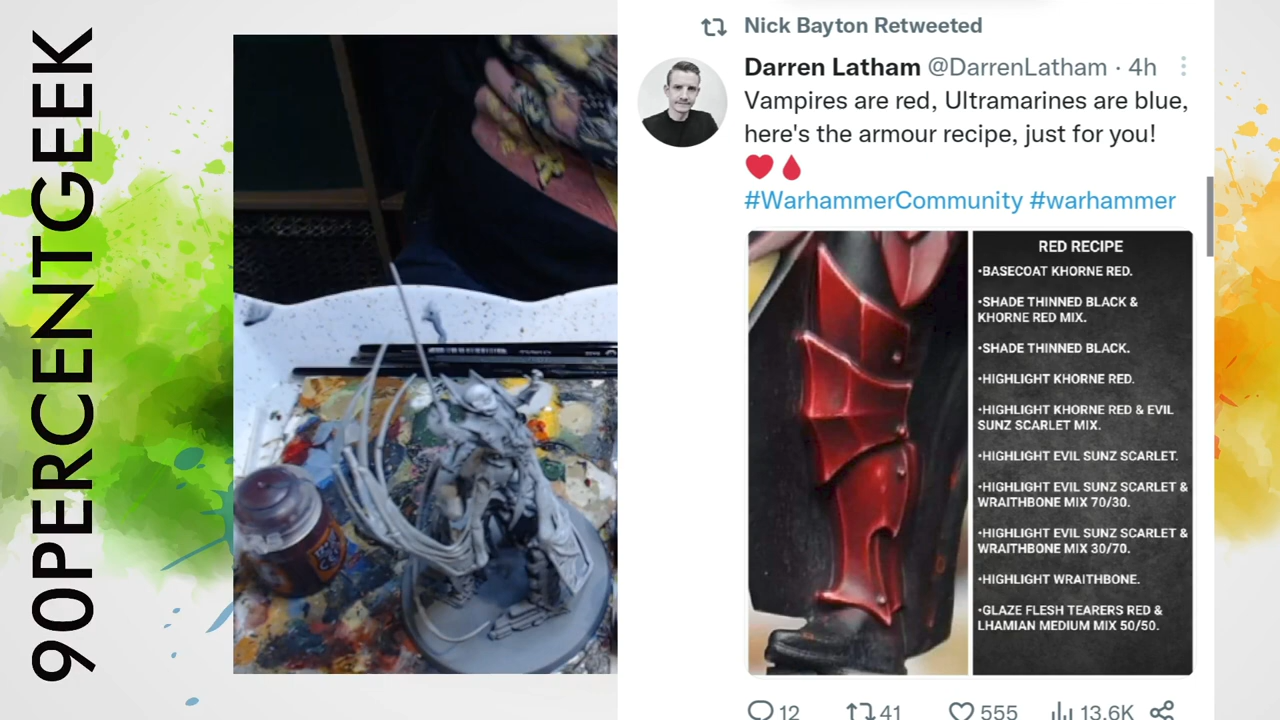 90PERCENTGEEK
Nick Bayton Retweeted
Darren Latham @DarrenLatham · 4h
Vampires are red, Ultramarines are blue,
here's the armour recipe, just for you!
❤️🩸
#WarhammerCommunity #warhammer
RED RECIPE
•BASECOAT KHORNE RED.
•SHADE THINNED BLACK &
KHORNE RED MIX.
•SHADE THINNED BLACK.
•HIGHLIGHT KHORNE RED.
•HIGHLIGHT KHORNE RED & EVIL
SUNZ SCARLET MIX.
•HIGHLIGHT EVIL SUNZ SCARLET.
•HIGHLIGHT EVIL SUNZ SCARLET &
WRAITHBONE MIX 70/30.
•HIGHLIGHT EVIL SUNZ SCARLET &
WRAITHBONE MIX 30/70.
•HIGHLIGHT WRAITHBONE.
•GLAZE FLESH TEARERS RED &
LHAMIAN MEDIUM MIX 50/50.
12 41 555 13.6K